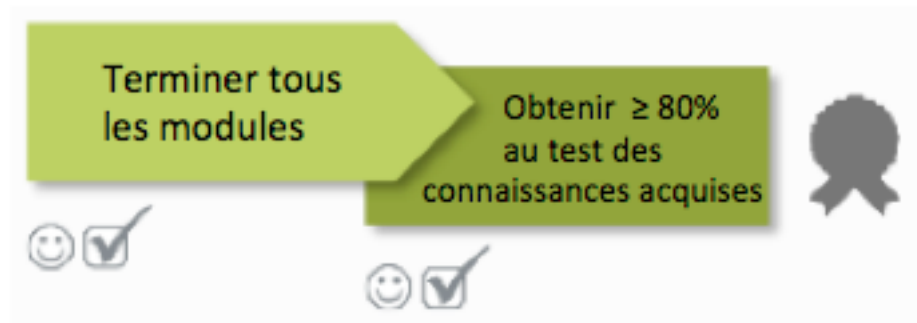 Terminer tous
les modules
Obtenir ≥ 80%
au test des
connaissances acquises